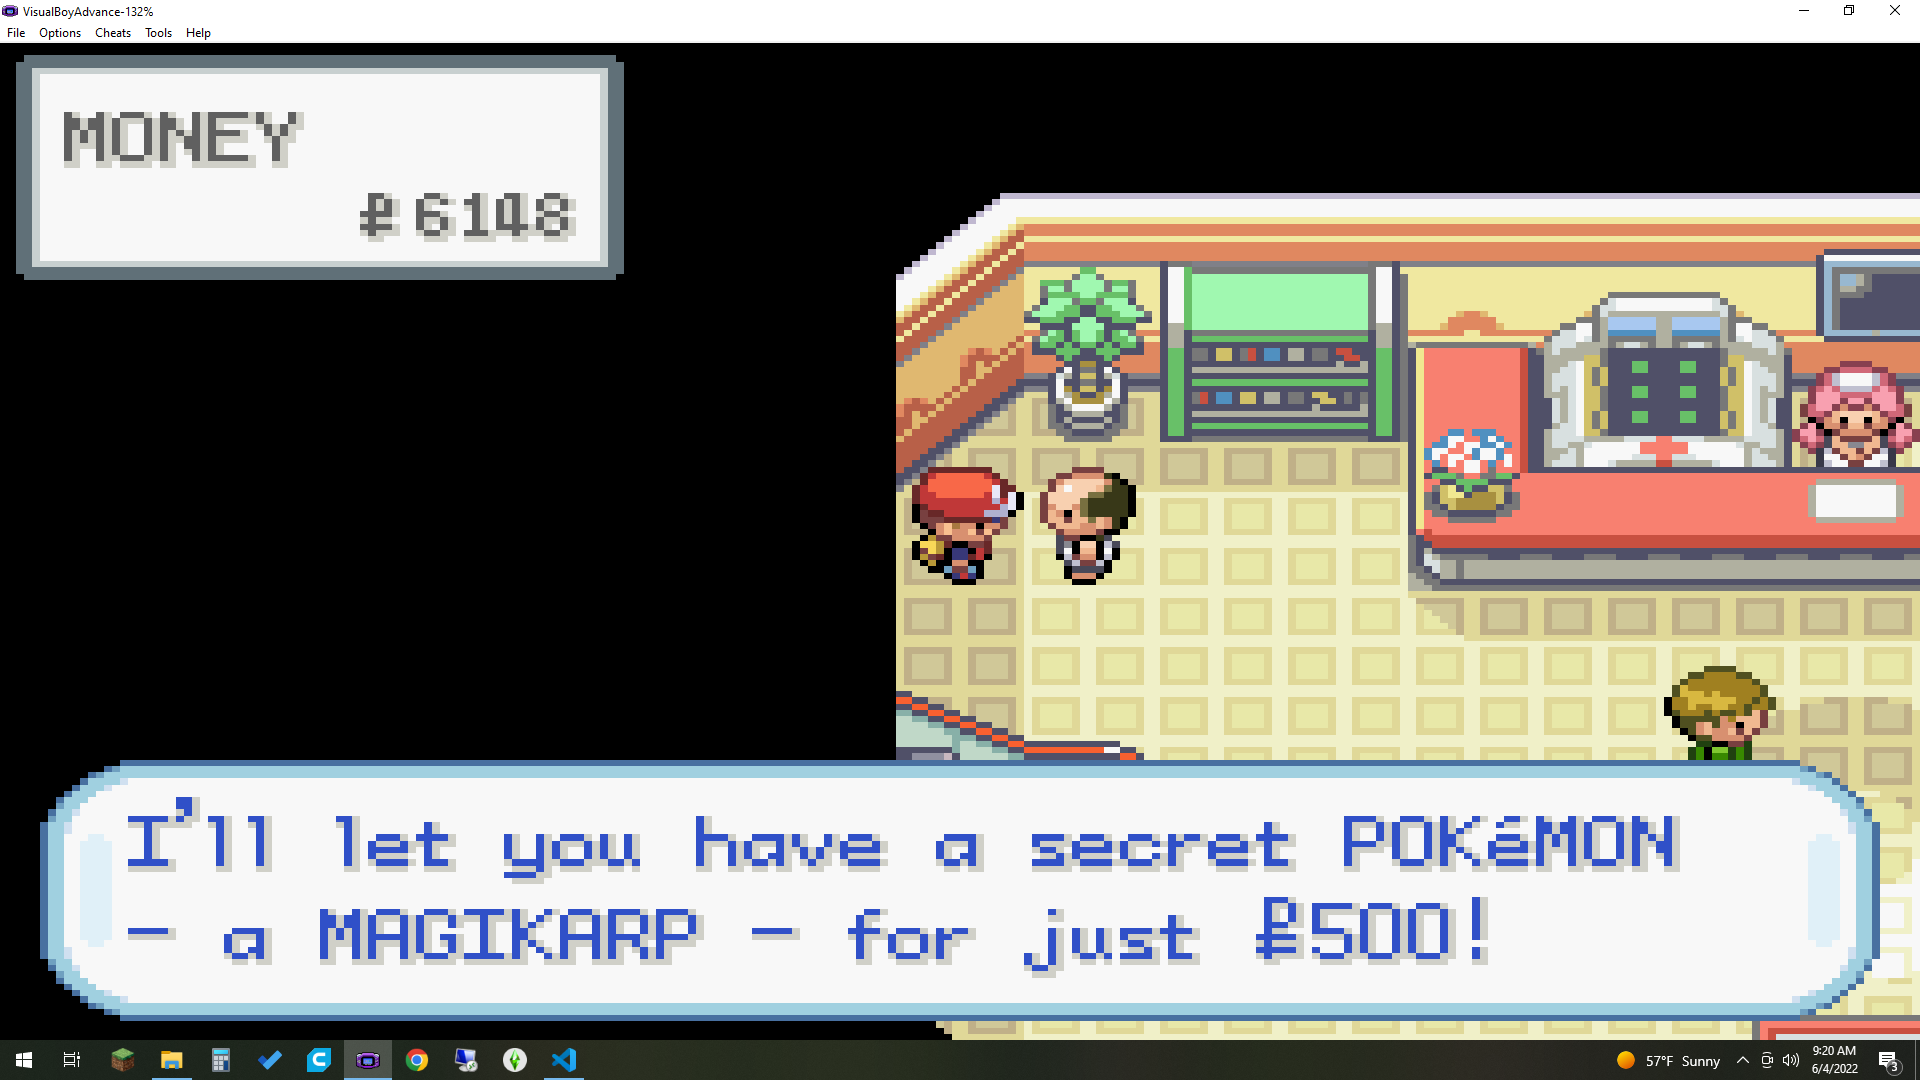 VisualBoyAdvance-132%
File Options Cheats Tools Help
MONEY
₽6148
I'll let you have a secret POKéMON
– a MAGIKARP – for just ₽500!
57°F Sunny
9:20 AM
6/4/2022
3